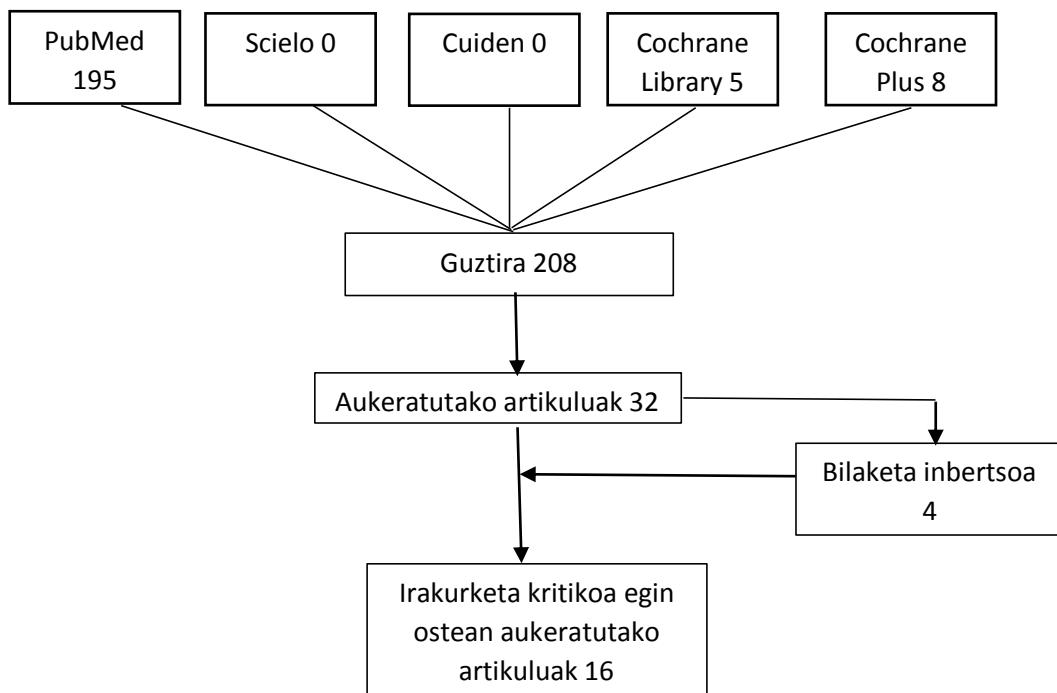 PubMed
195
Scielo 0
Cuiden 0
Cochrane
Library 5
Cochrane
Plus 8
Guztira 208
Aukeratutako artikuluak 32
Bilaketa inbertsoa
4
Irakurketa kritikoa egin
ostean aukeratutako
artikuluak 16